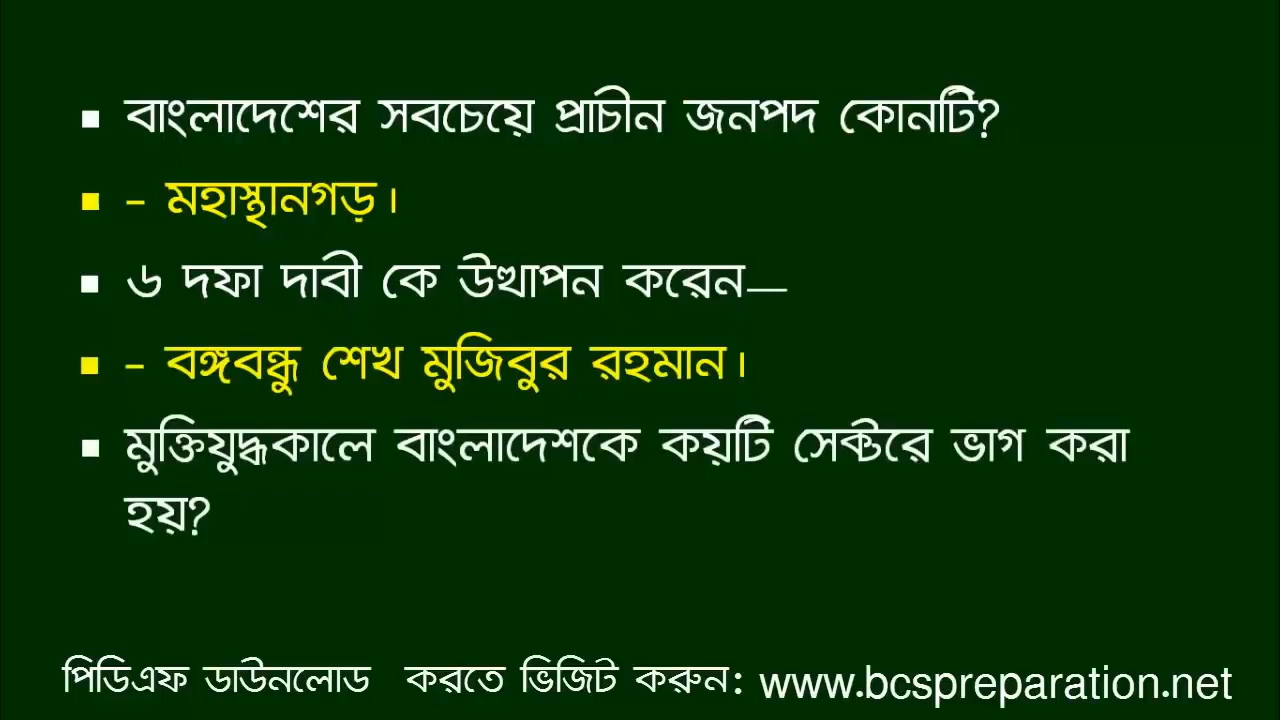 ▪ বাংলাদেশের সবচেয়ে প্রাচীন জনপদ কোনটি?
▪ – মহাস্থানগড়।
▪ ৬ দফা দাবী কে উত্থাপন করেন—
▪ – বঙ্গবন্ধু শেখ মুজিবুর রহমান।
▪ মুক্তিযুদ্ধকালে বাংলাদেশকে কয়টি সেক্টরে ভাগ করা
হয়?
পিডিএফ ডাউনলোড করতে ভিজিট করুন: www.bcspreparation.net